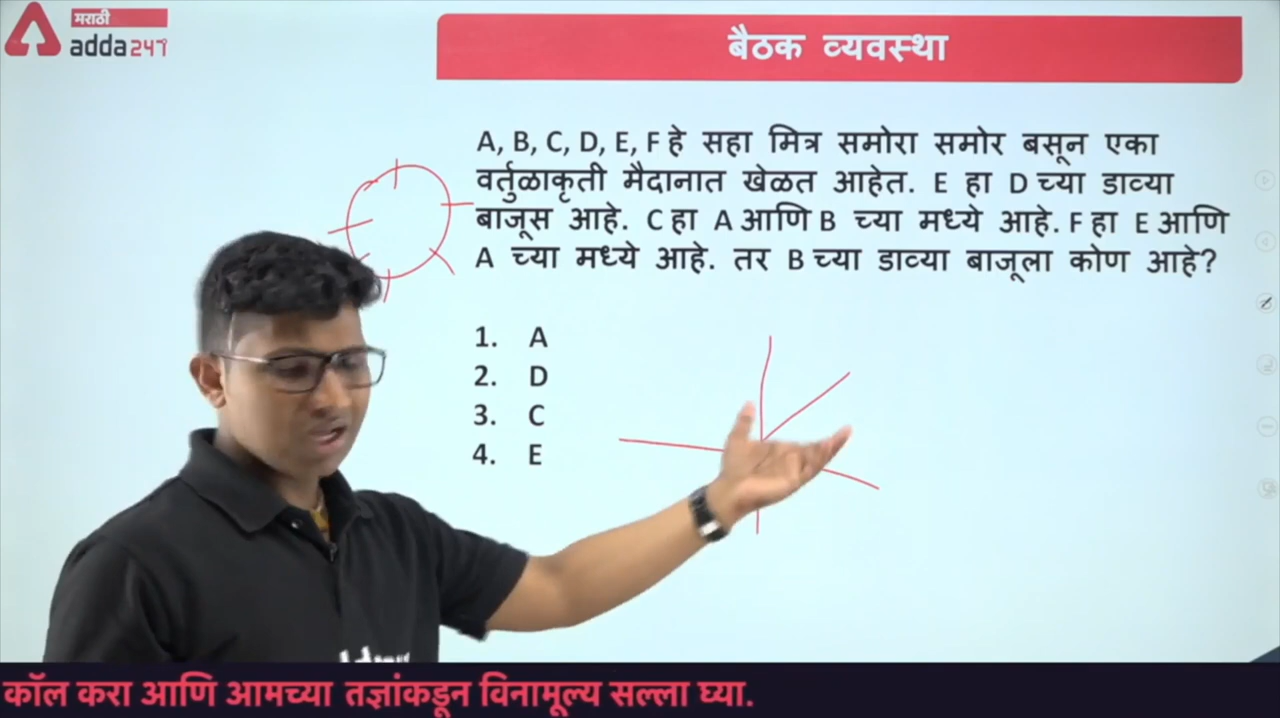 मराठी
adda247
बैठक व्यवस्था
A, B, C, D, E, F हे सहा मित्र समोरा समोर बसून एका
वर्तुळाकृती मैदानात खेळत आहेत. E हा D च्या डाव्या
बाजूस आहे. C हा A आणि B च्या मध्ये आहे. F हा E आणि
A च्या मध्ये आहे. तर B च्या डाव्या बाजूला कोण आहे?
1. A
2. D
3. C
4. E
कॉल करा आणि आमच्या तज्ञांकडून विनामूल्य सल्ला घ्या.